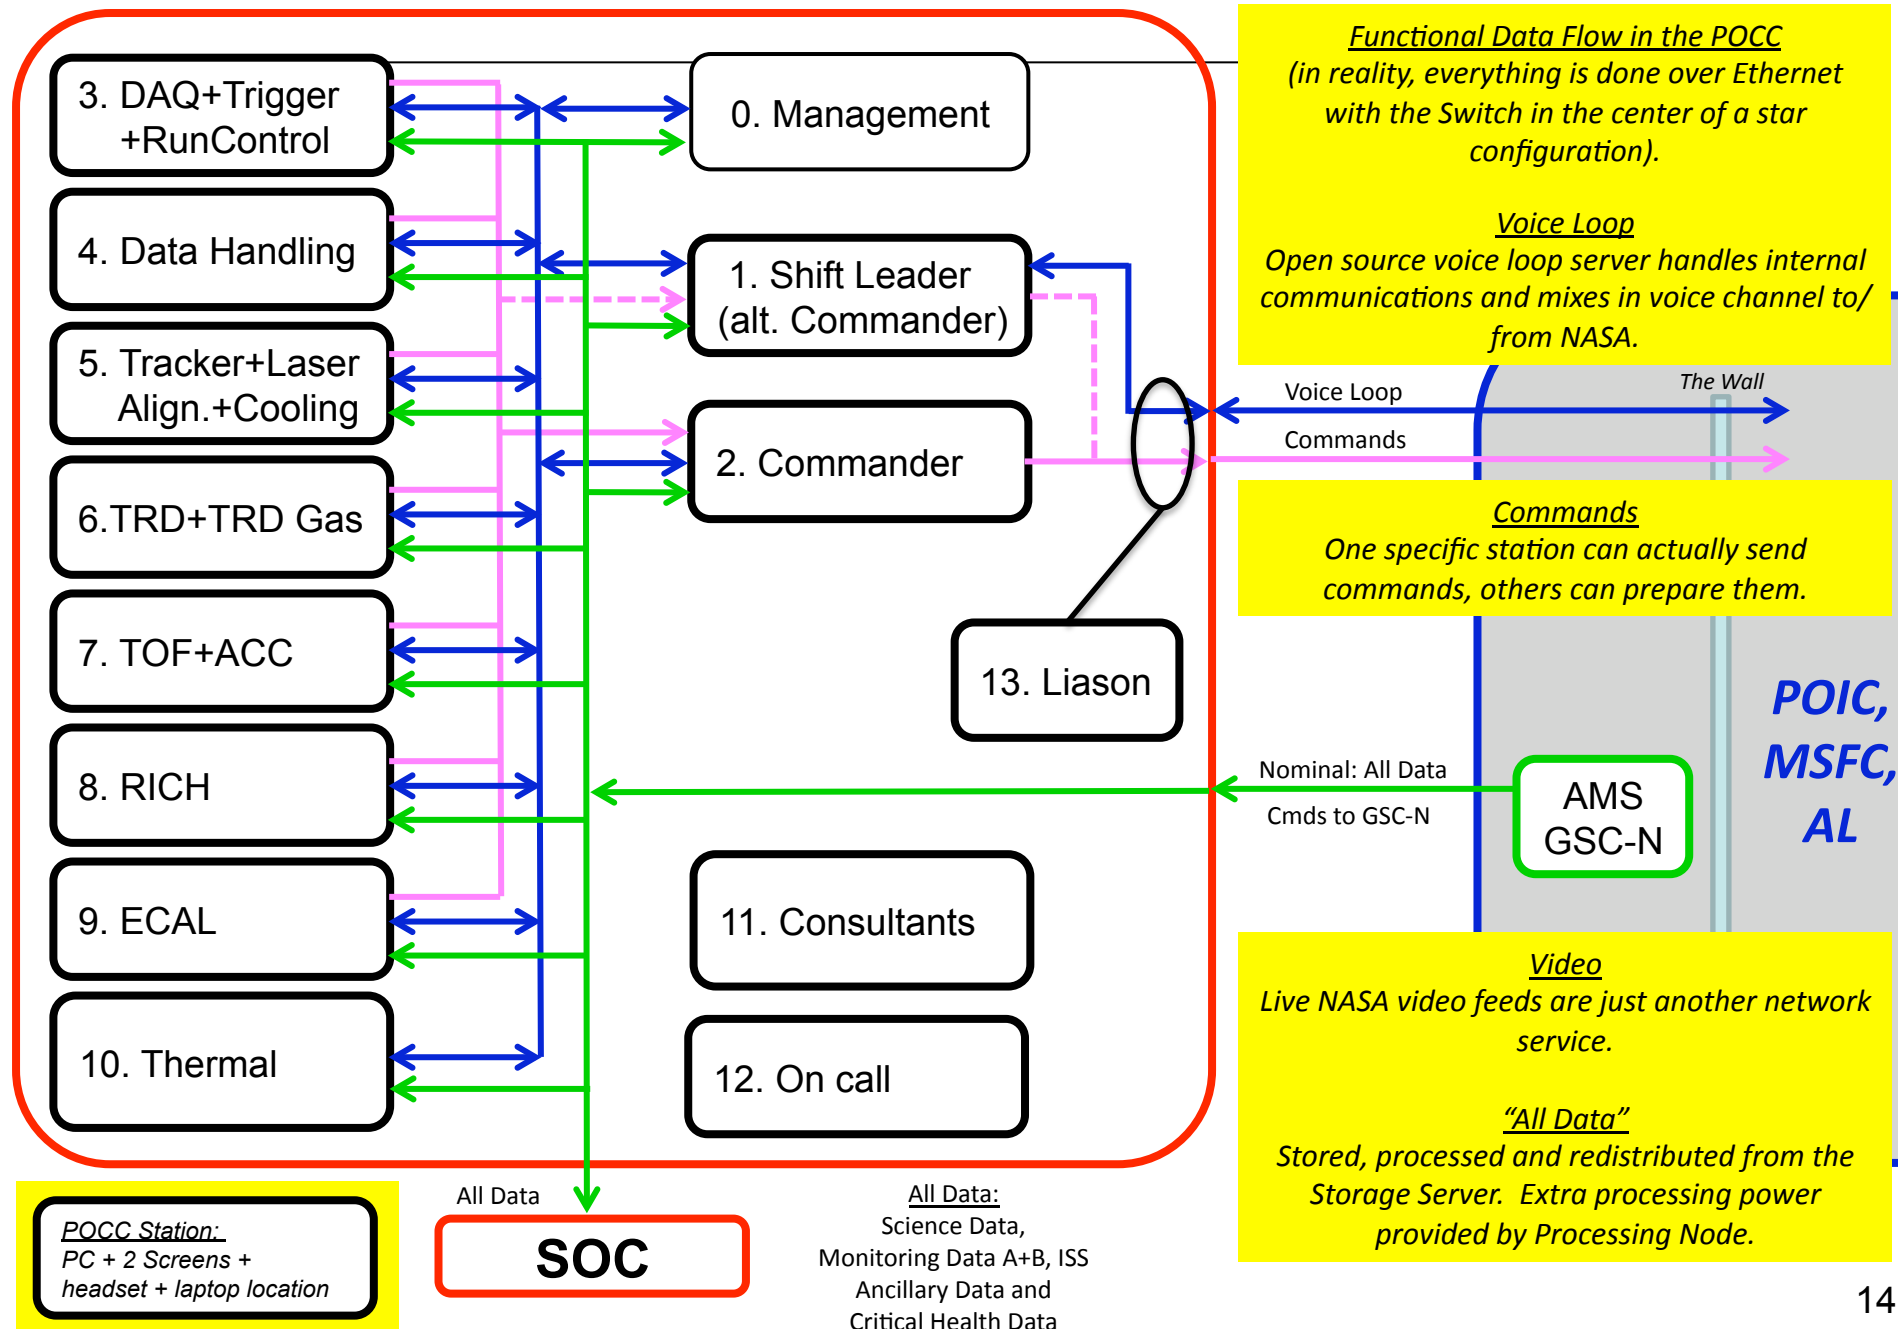 3. DAQ+Trigger
+RunControl
4. Data Handling
5. Tracker+Laser
Align.+Cooling
6.TRD+TRD Gas
7. TOF+ACC
8. RICH
9. ECAL
10. Thermal
0. Management
1. Shift Leader
(alt. Commander)
2. Commander
13. Liason
11. Consultants
12. On call
Functional Data Flow in the POCC
(in reality, everything is done over Ethernet
with the Switch in the center of a star
configuration).
Voice Loop
Open source voice loop server handles internal
communications and mixes in voice channel to/
from NASA.
Voice Loop
The Wall
Commands
Commands
One specific station can actually send
commands, others can prepare them.
POIC,
MSFC,
AL
Nominal: All Data
Cmds to GSC-N
AMS
GSC-N
Video
Live NASA video feeds are just another network
service.
“All Data”
Stored, processed and redistributed from the
Storage Server. Extra processing power
provided by Processing Node.
POCC Station:
PC + 2 Screens +
headset + laptop location
All Data
SOC
All Data:
Science Data,
Monitoring Data A+B, ISS
Ancillary Data and
Critical Health Data
14